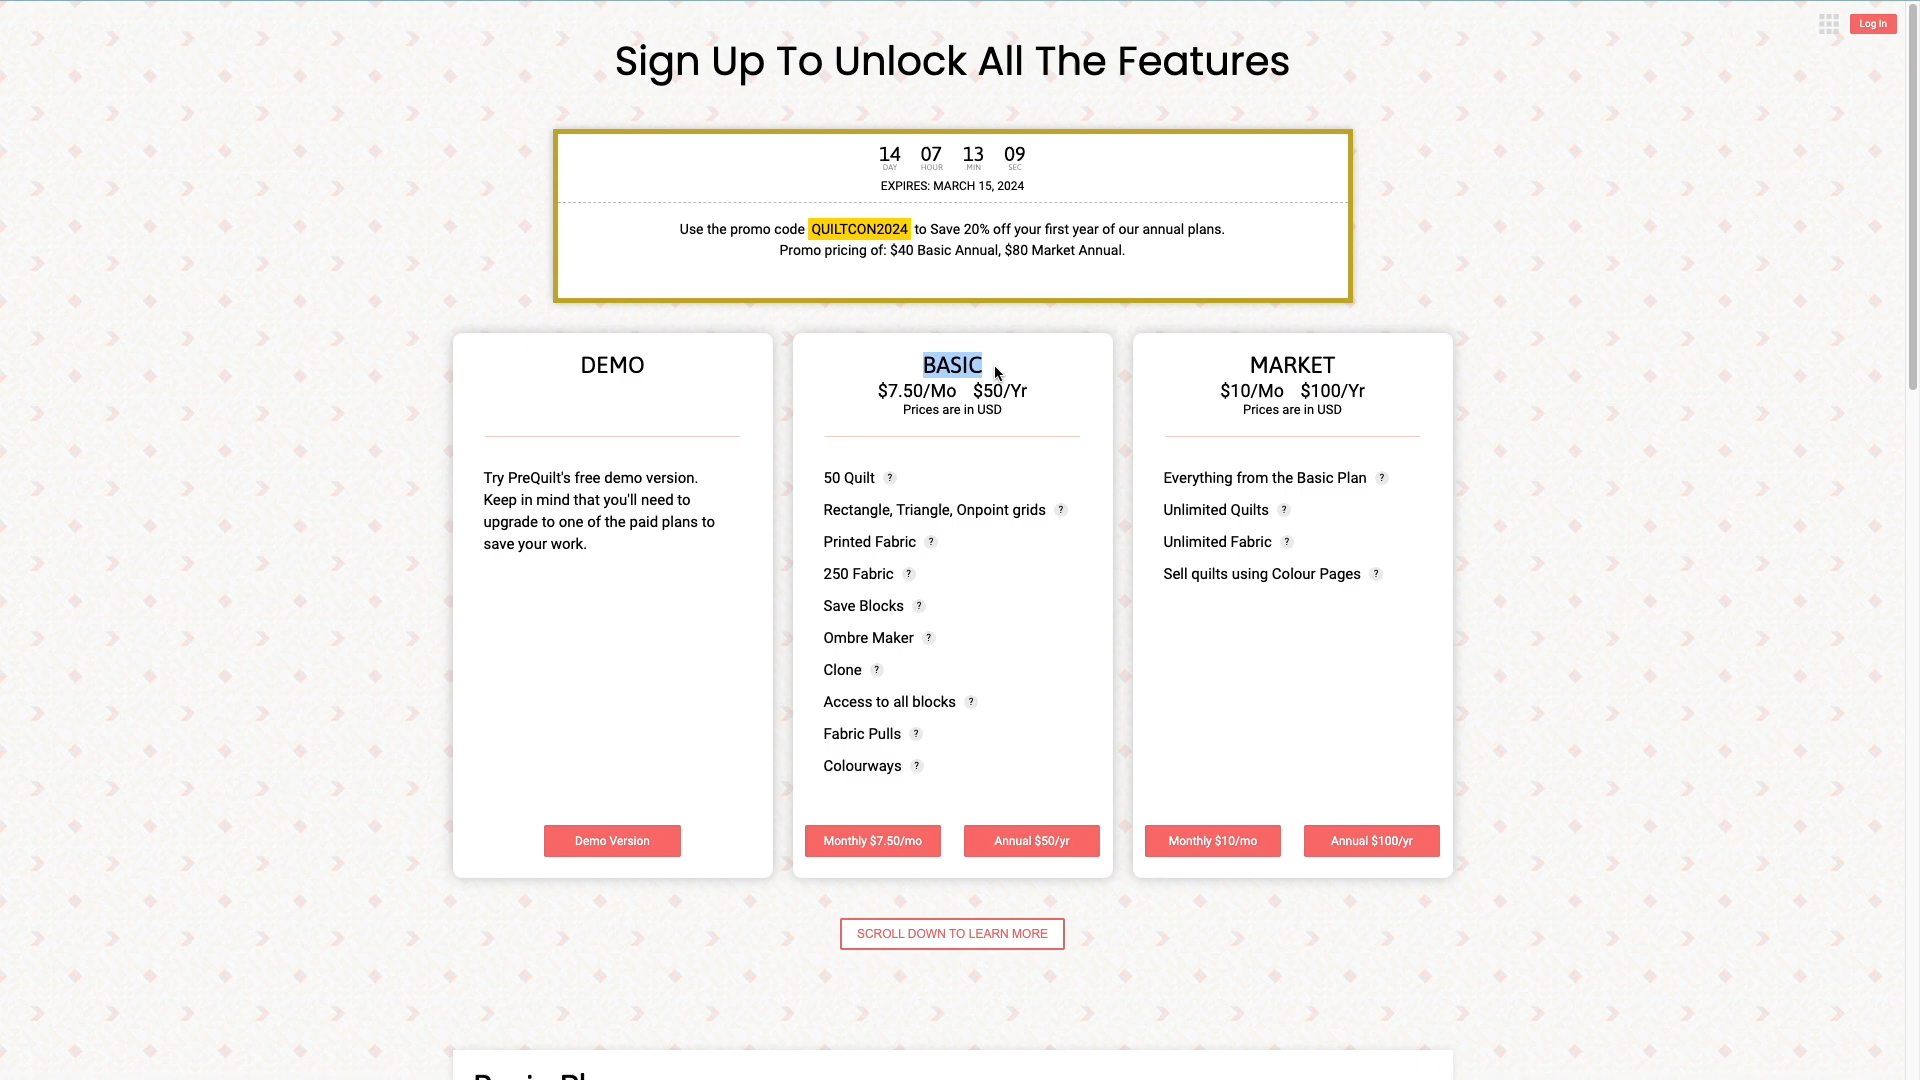 Log In
Sign Up To Unlock All The Features
14 07 13 09
DAY HOUR MIN SEC
EXPIRES: MARCH 15, 2024
Use the promo code QUILTCON2024 to Save 20% off your first year of our annual plans.
Promo pricing of: $40 Basic Annual, $80 Market Annual.
DEMO
Try PreQuilt's free demo version.
Keep in mind that you'll need to
upgrade to one of the paid plans to
save your work.
Demo Version
BASIC
$7.50/Mo $50/Yr
Prices are in USD
50 Quilt ?
Rectangle, Triangle, Onpoint grids ?
Printed Fabric ?
250 Fabric ?
Save Blocks ?
Ombre Maker ?
Clone ?
Access to all blocks ?
Fabric Pulls ?
Colourways ?
Monthly $7.50/mo Annual $50/yr
MARKET
$10/Mo $100/Yr
Prices are in USD
Everything from the Basic Plan ?
Unlimited Quilts ?
Unlimited Fabric ?
Sell quilts using Colour Pages ?
Monthly $10/mo Annual $100/yr
SCROLL DOWN TO LEARN MORE